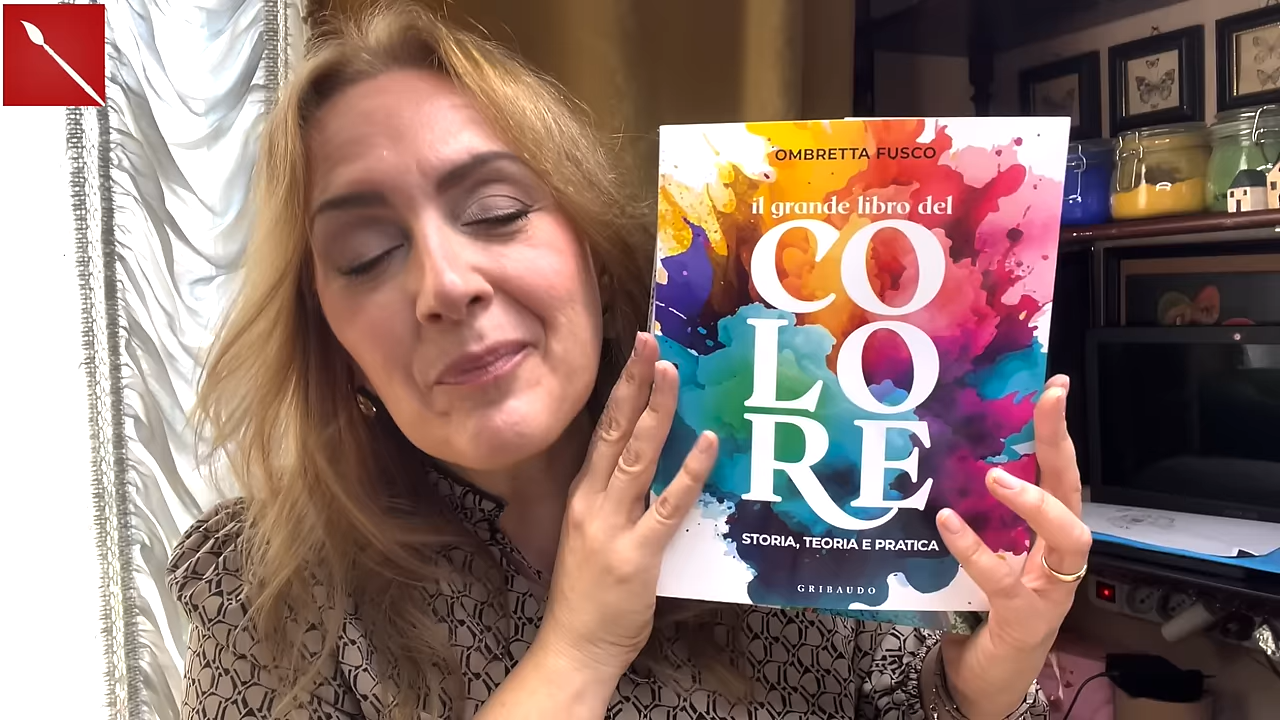 OMBRETTA FUSCO
il grande libro del
CO
LO
RE
STORIA, TEORIA E PRATICA
GRIBAUDO